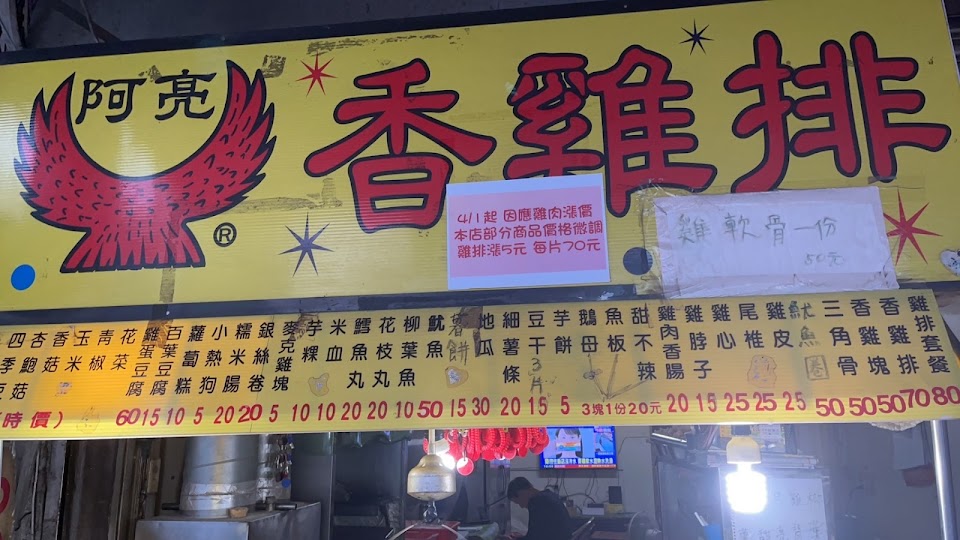 阿亮
香雞排
®
4/1起 因應雞肉漲價
本店部分商品價格微調
雞排漲5元 每片70元
雞軟骨一份
50元
雞排套餐
香雞排
香雞塊
三角骨
魷魚圈
雞皮
尾椎
雞心
雞脖子
雞肉香腸
甜不辣
魚板
鵝母
芋餅
豆干3片
細薯條
地瓜
薯餅
魷魚
柳葉魚
花枝丸
鱈魚丸
米血
芋粿
麥克雞塊
銀絲卷
糯米腸
小熱狗
蘿葛糕
百葉豆腐
雞蛋豆腐
花菜
青椒
玉米
香菇
杏鮑菇
四季豆
時價) 60 15 10 5 20 20 5 10 10 20 20 10 50 15 30 20 15 5 3塊1份20元 20 15 25 25 25 50 50 50 70 80